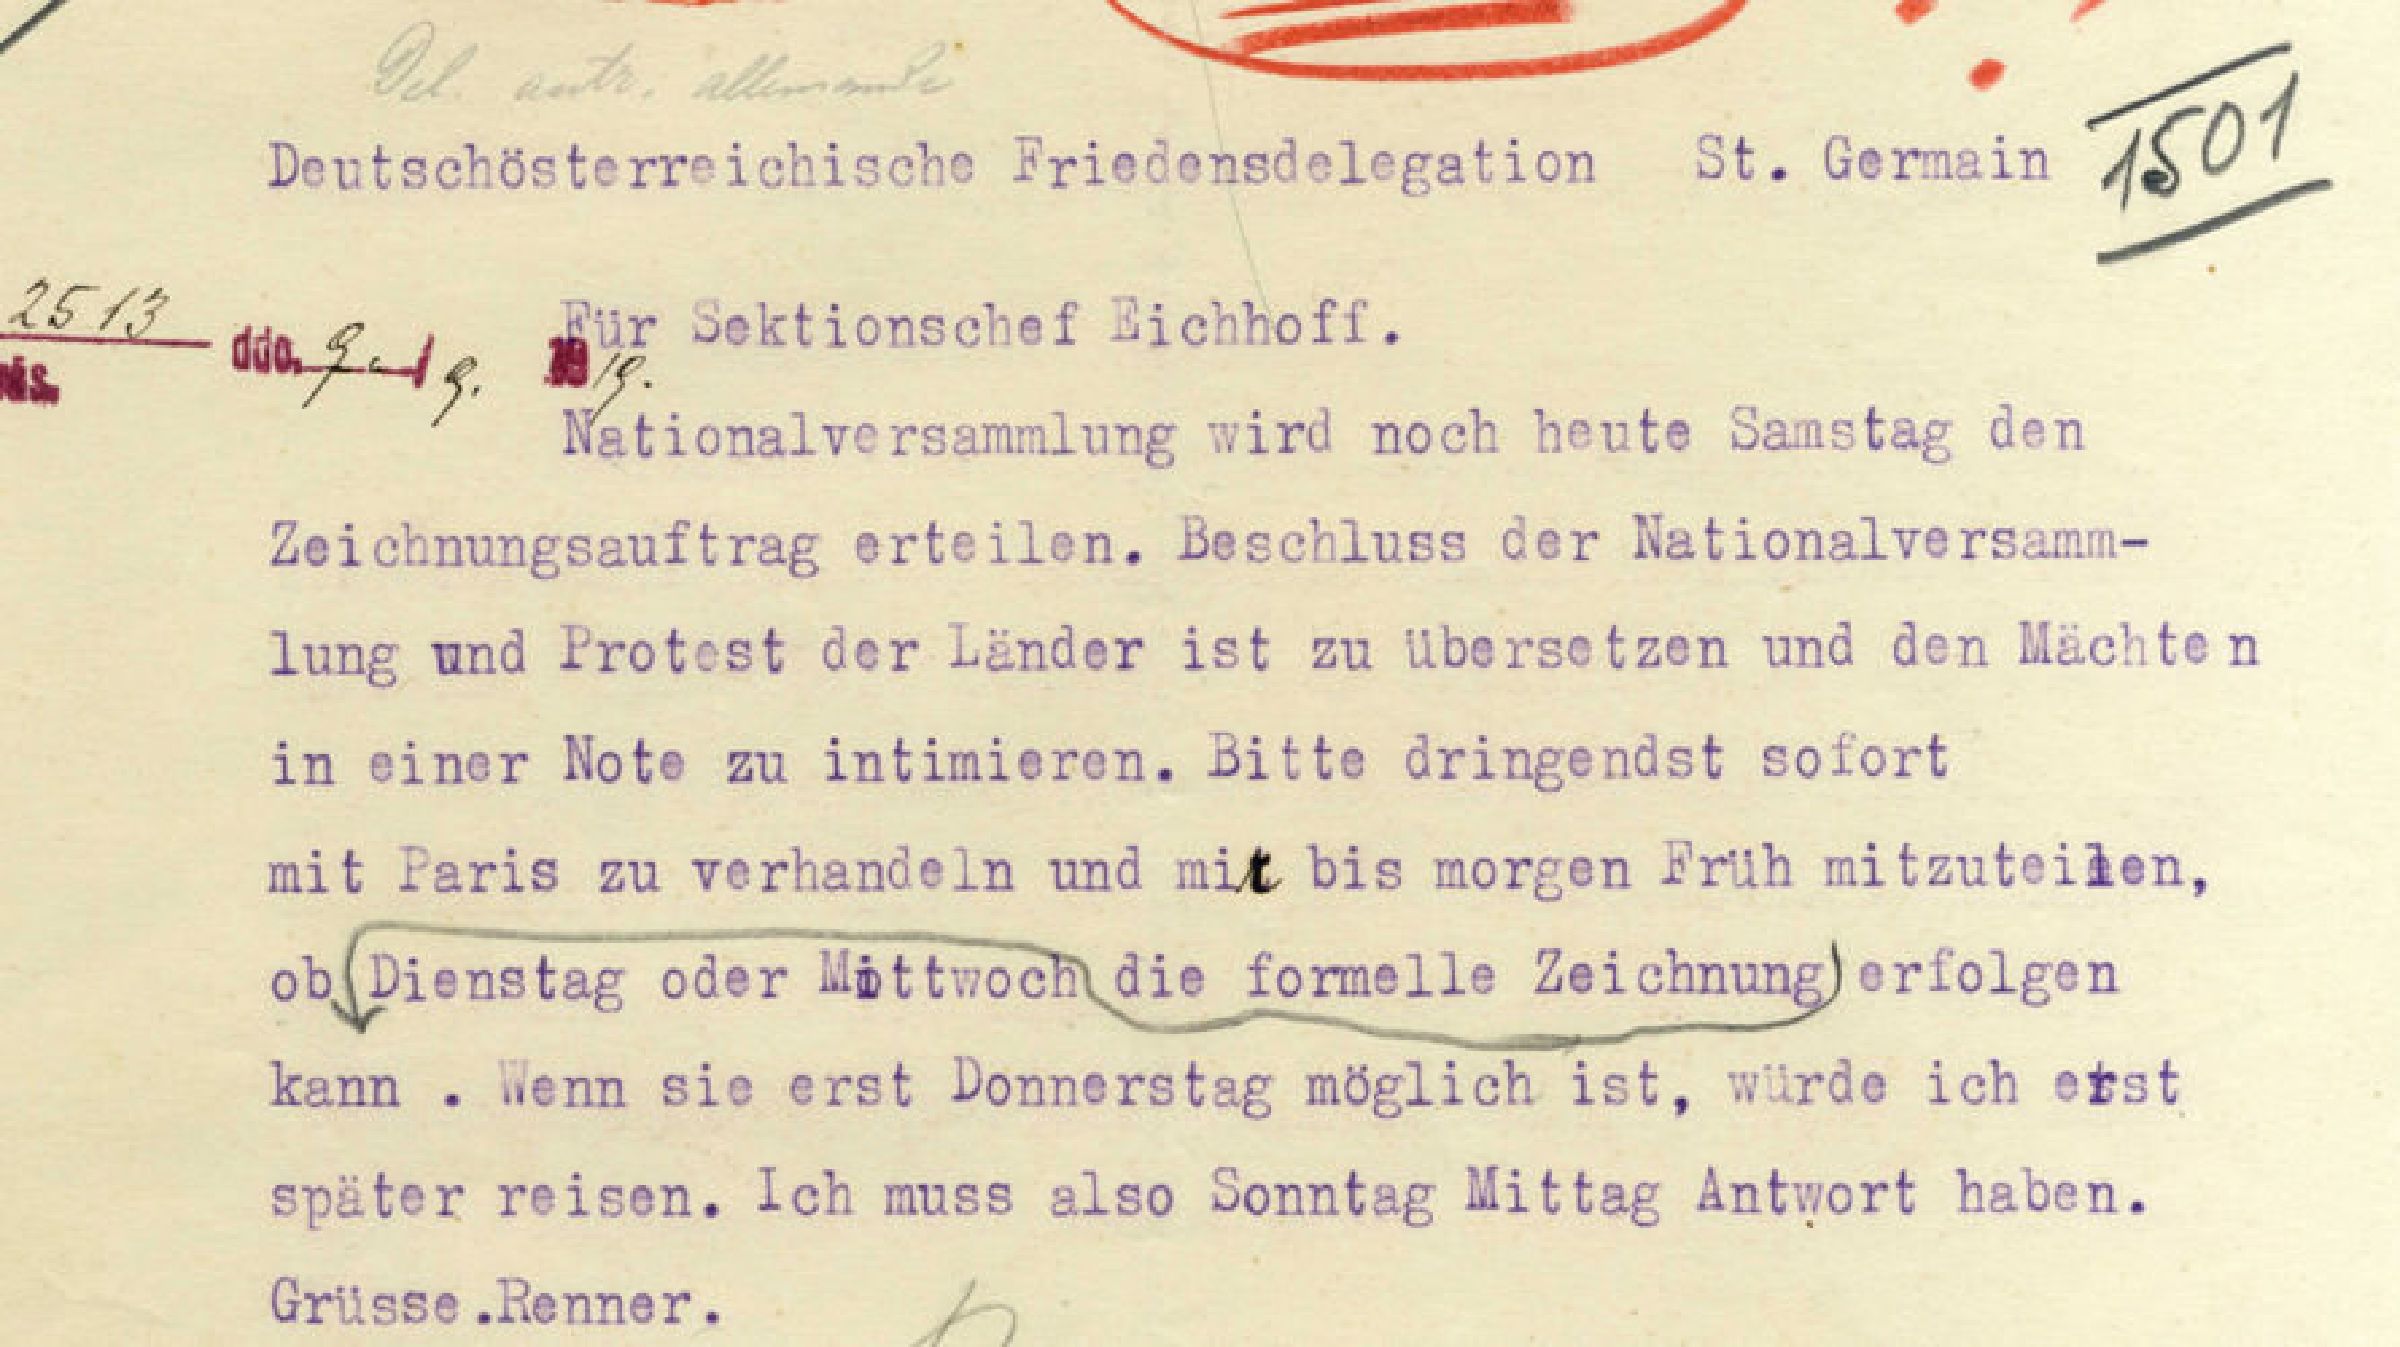 Del. autr. allemande
Deutschösterreichische Friedensdelegation St. Germain
1501
Für Sektionschef Eichhoff.
2513
ddo. 9. / 9. 1919.
Nationalversammlung wird noch heute Samstag den
Zeichnungsauftrag erteilen. Beschluss der Nationalversamm-
lung und Protest der Länder ist zu übersetzen und den Mächten
in einer Note zu intimieren. Bitte dringendst sofort
mit Paris zu verhandeln und mir bis morgen Früh mitzuteilen,
ob Dienstag oder Mittwoch die formelle Zeichnung erfolgen
kann . Wenn sie erst Donnerstag möglich ist, würde ich erst
später reisen. Ich muss also Sonntag Mittag Antwort haben.
Grüsse.Renner.